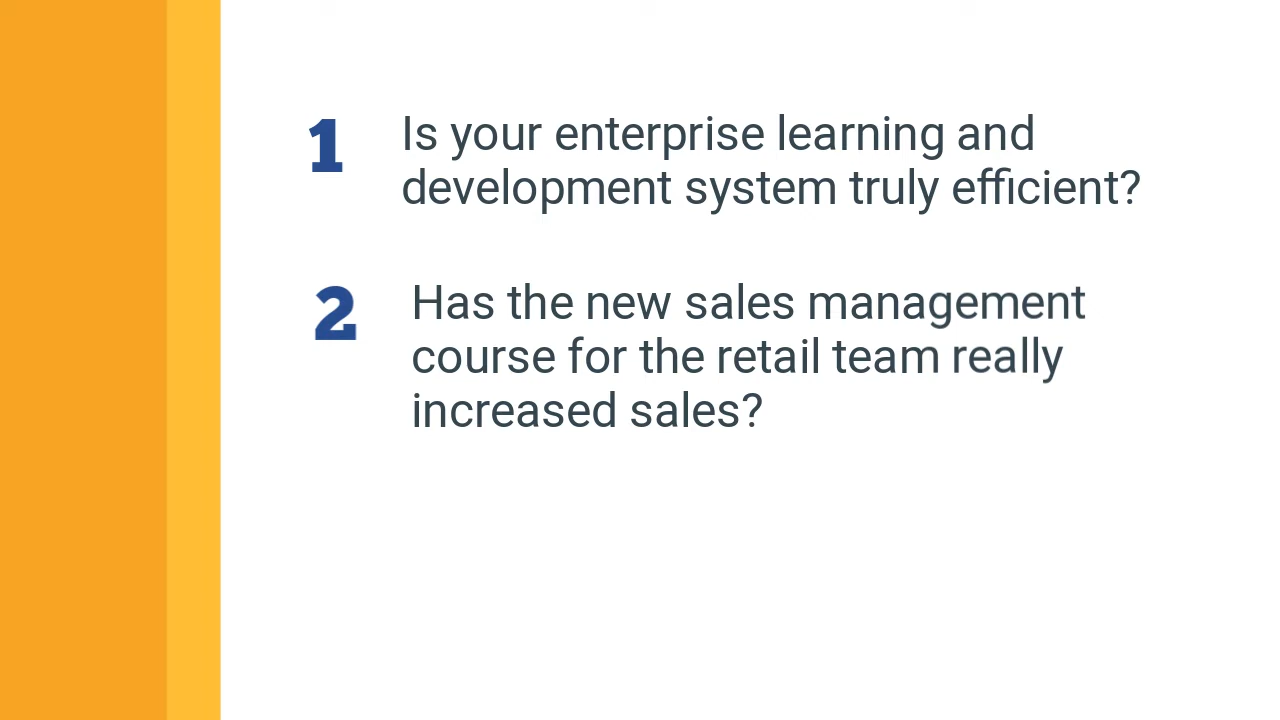 1 Is your enterprise learning and
development system truly efficient?
2 Has the new sales management
course for the retail team really
increased sales?